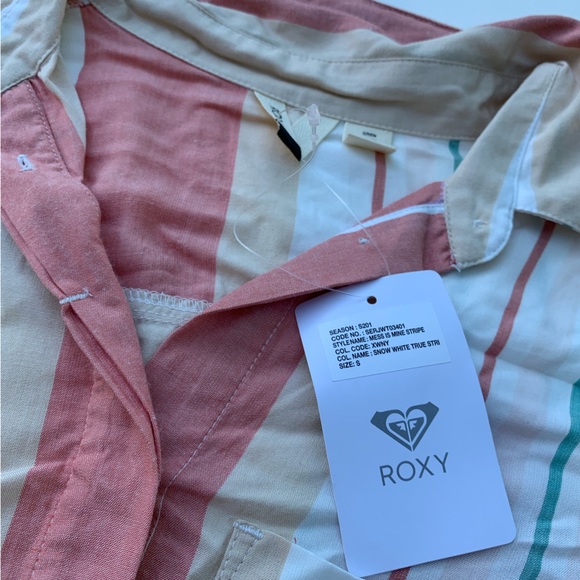 SEASON : S201
CODE NO. : SERJWT03401
STYLE NAME : MESS IS MINE STRIPE
COL. CODE: XWNY
COL. NAME : SNOW WHITE TRUE STRI
SIZE: S
ROXY